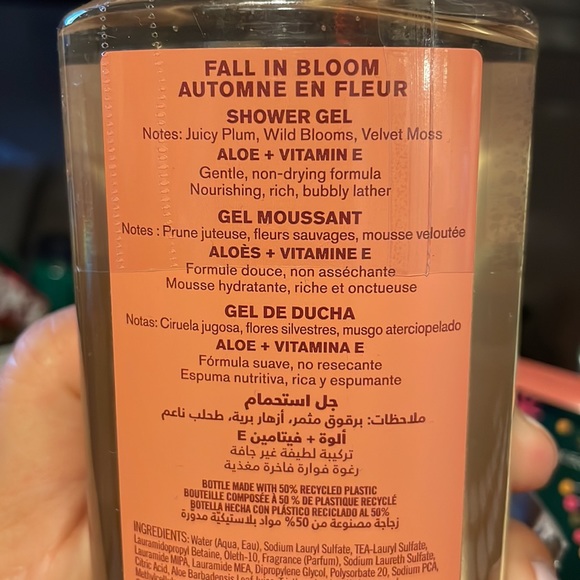 FALL IN BLOOM
AUTOMNE EN FLEUR
SHOWER GEL
Notes: Juicy Plum, Wild Blooms, Velvet Moss
ALOE + VITAMIN E
Gentle, non-drying formula
Nourishing, rich, bubbly lather
GEL MOUSSANT
Notes : Prune juteuse, fleurs sauvages, mousse veloutée
ALOÈS + VITAMINE E
Formule douce, non asséchante
Mousse hydratante, riche et onctueuse
GEL DE DUCHA
Notas: Ciruela jugosa, flores silvestres, musgo aterciopelado
ALOE + VITAMINA E
Fórmula suave, no resecante
Espuma nutritiva, rica y espumante
جل استحمام
ملاحظات: برقوق مثمر، أزهار برية، طحلب ناعم
ألوة + فيتامين E
تركيبة لطيفة غير جافة
رغوة فوارة فاخرة مغذية
BOTTLE MADE WITH 50% RECYCLED PLASTIC
BOUTEILLE COMPOSÉE À 50 % DE PLASTIQUE RECYCLÉ
BOTELLA HECHA CON PLÁSTICO RECICLADO AL 50%
زجاجة مصنوعة من 50% مواد بلاستيكية مدورة
INGREDIENTS: Water (Aqua, Eau), Sodium Lauryl Sulfate, TEA-Lauryl Sulfate,
Lauramidopropyl Betaine, Oleth-10, Fragrance (Parfum), Sodium Laureth Sulfate,
Lauramide MIPA, Lauramide MEA, Dipropylene Glycol, Polysorbate 20, Sodium PCA,
Citric Acid, Aloe Barbadensis Leaf